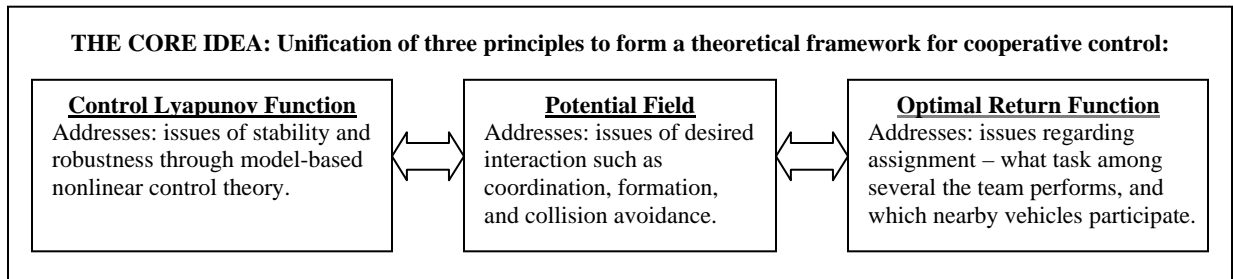 THE CORE IDEA: Unification of three principles to form a theoretical framework for cooperative control:
Control Lyapunov Function
Addresses: issues of stability and
robustness through model-based
nonlinear control theory.
Potential Field
Addresses: issues of desired
interaction such as
coordination, formation,
and collision avoidance.
Optimal Return Function
Addresses: issues regarding
assignment – what task among
several the team performs, and
which nearby vehicles participate.